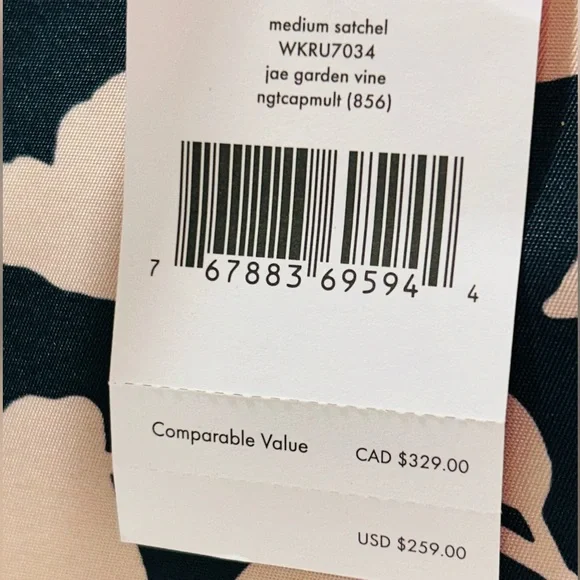 medium satchel
WKRU7034
jae garden vine
ngtcapmult (856)
7 67883 69594 4
Comparable Value CAD $329.00
USD $259.00